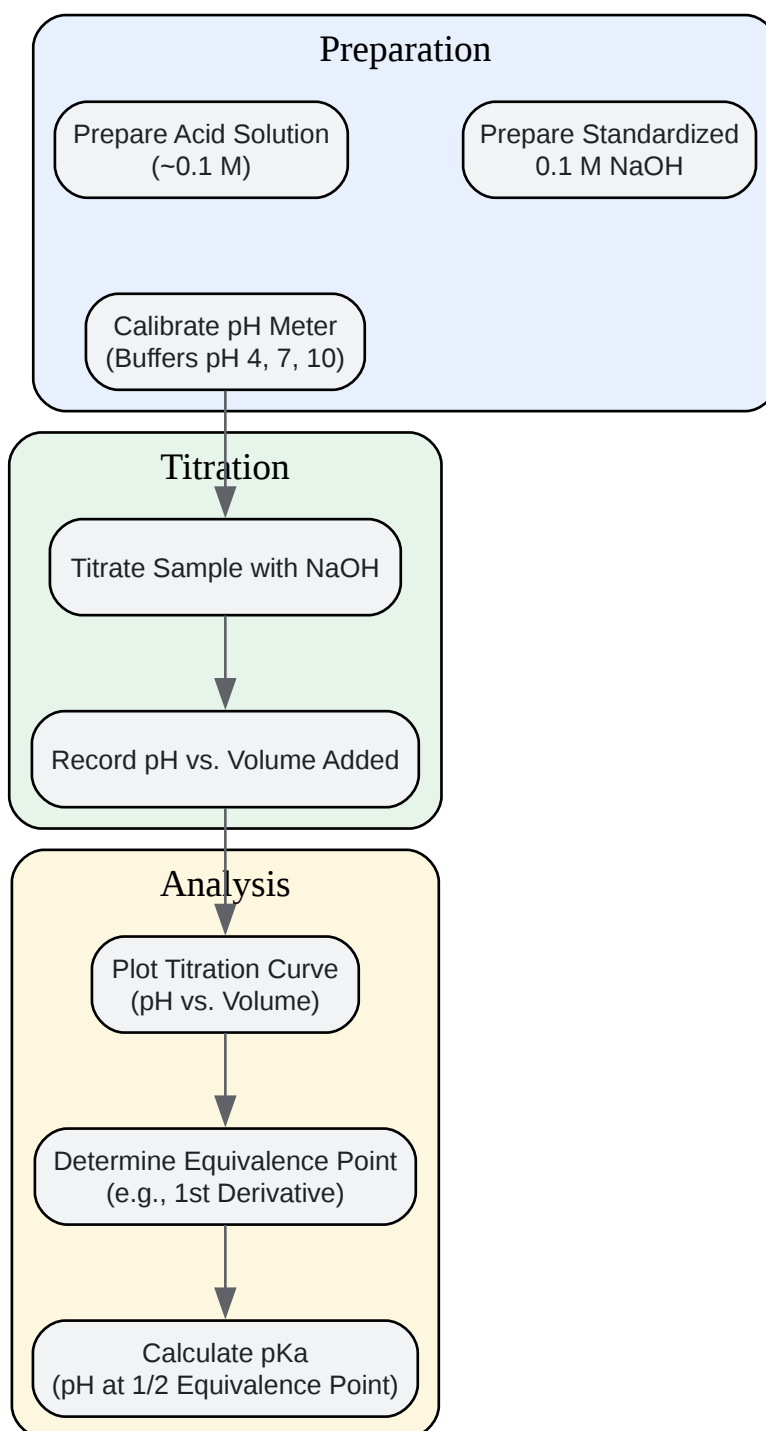 Preparation
Prepare Acid Solution
(~0.1 M)
Prepare Standardized
0.1 M NaOH
Calibrate pH Meter
(Buffers pH 4, 7, 10)
Titration
Titrate Sample with NaOH
Record pH vs. Volume Added
Analysis
Plot Titration Curve
(pH vs. Volume)
Determine Equivalence Point
(e.g., 1st Derivative)
Calculate pKa
(pH at 1/2 Equivalence Point)